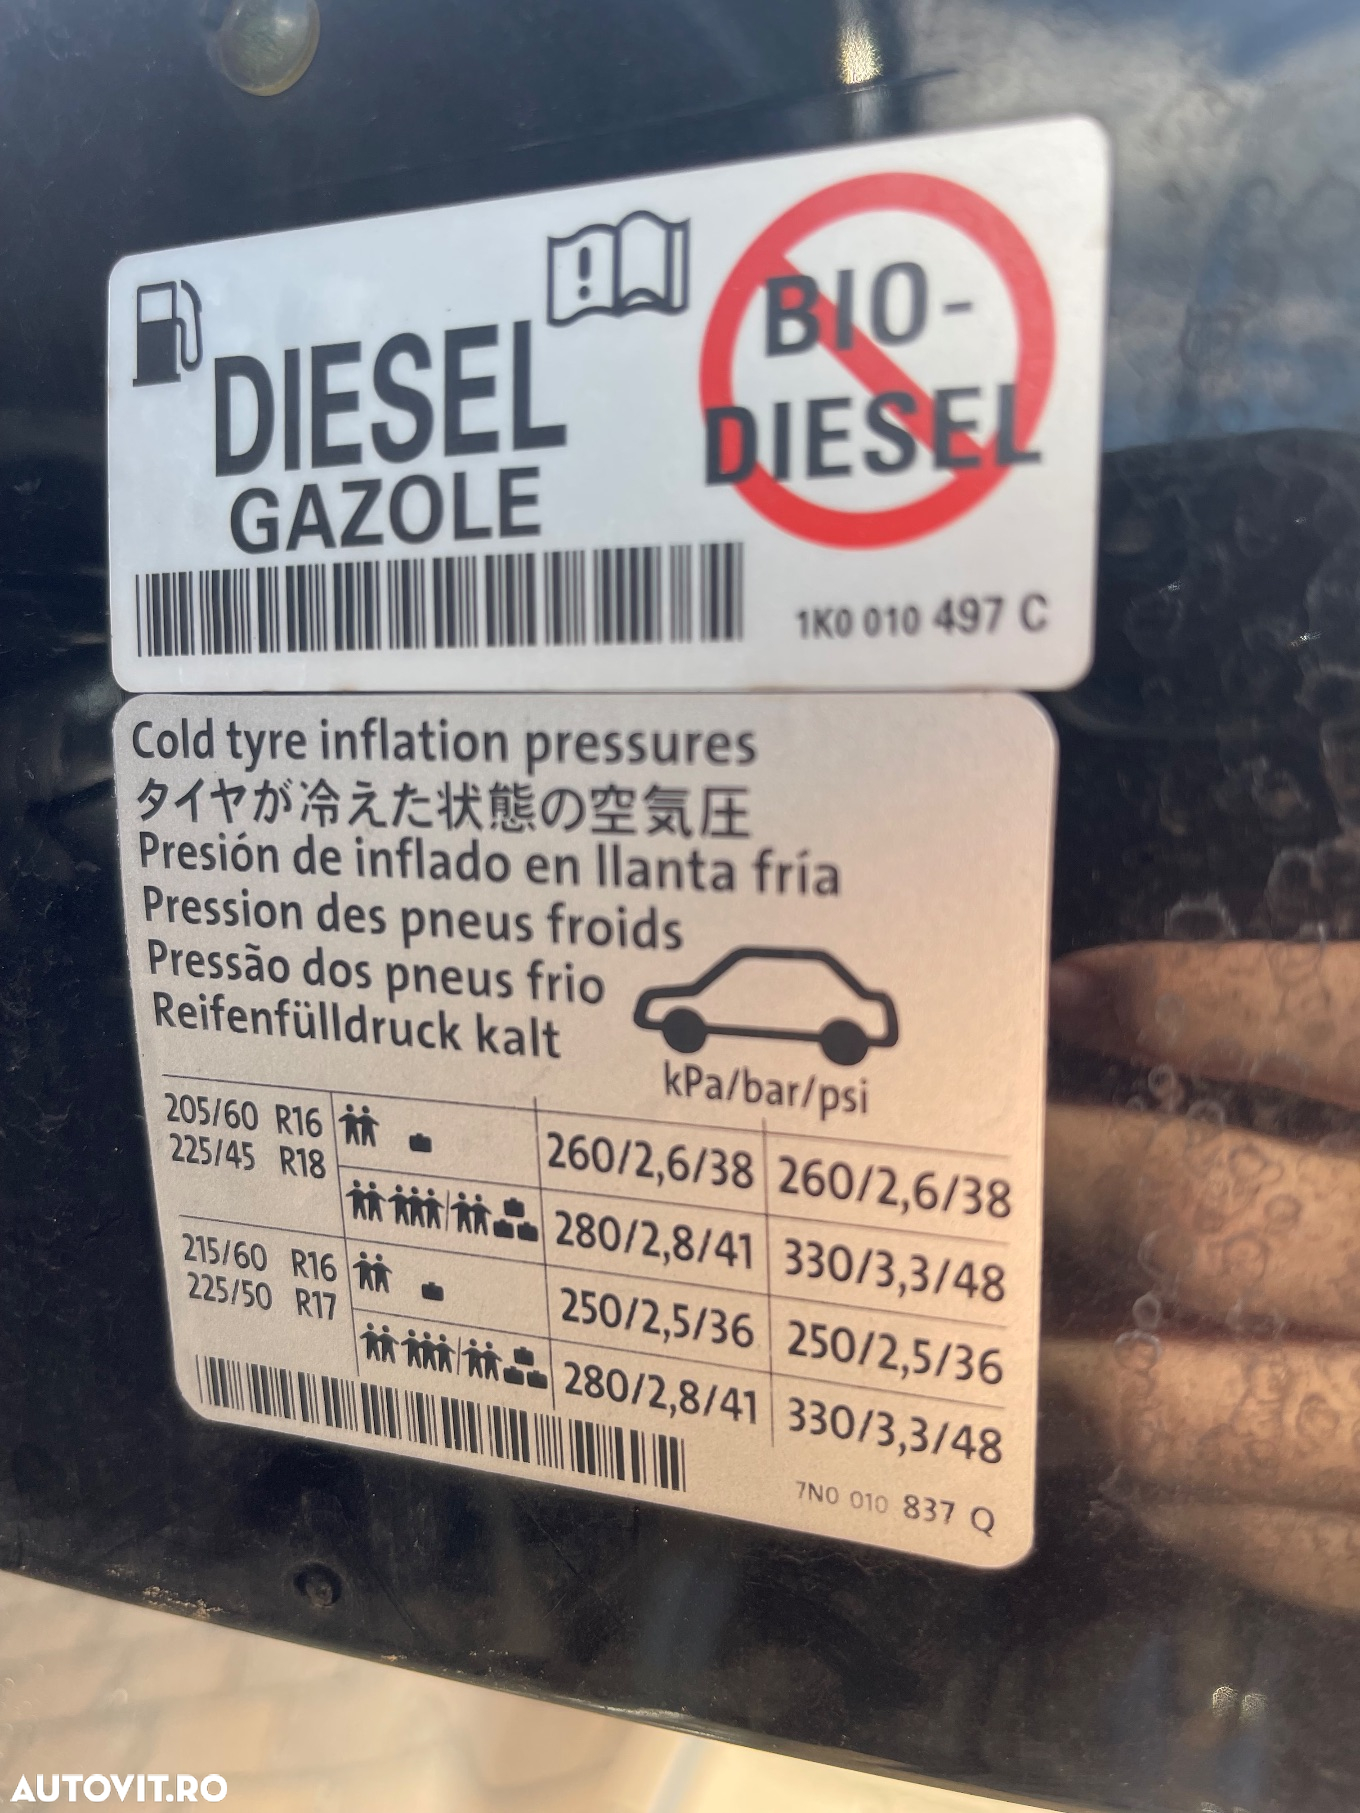 DIESEL
GAZOLE
BIO-
DIESEL
1K0 010 497 C
Cold tyre inflation pressures
タイヤが冷えた状態の空気圧
Presión de inflado en llanta fría
Pression des pneus froids
Pressão dos pneus frio
Reifenfülldruck kalt
kPa/bar/psi
205/60 R16 260/2,6/38 260/2,6/38
225/45 R18
280/2,8/41 330/3,3/48
215/60 R16 250/2,5/36 250/2,5/36
225/50 R17
280/2,8/41 330/3,3/48
7N0 010 837 Q
AUTOVIT.RO